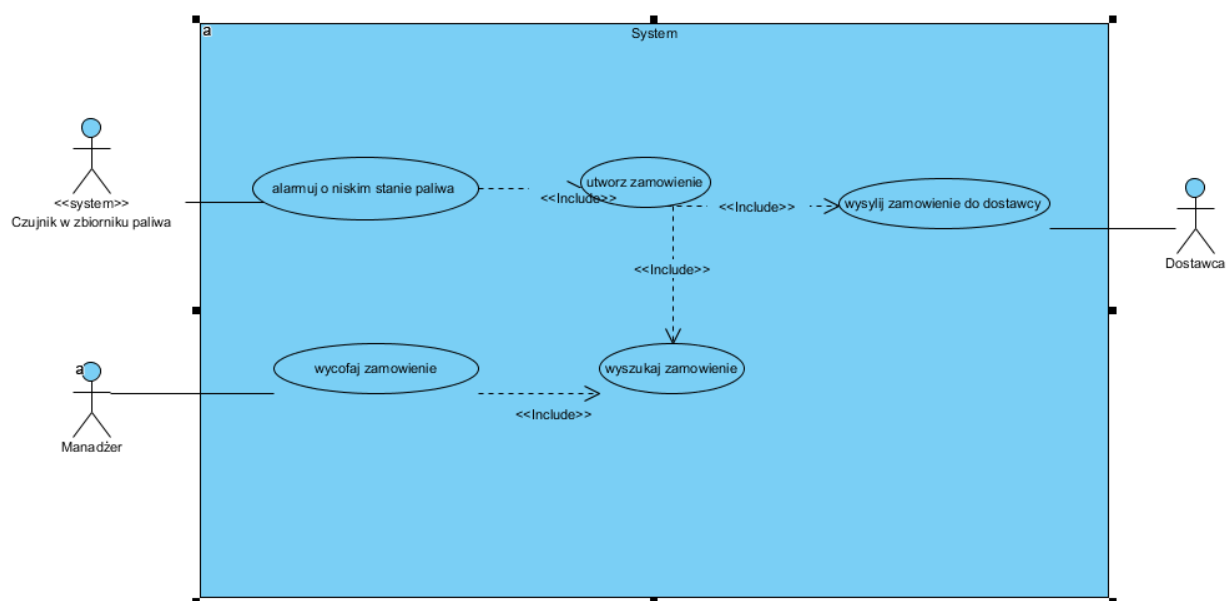 a
System
<<system>>
Czujnik w zbiorniku paliwa
alarmuj o niskim stanie paliwa
<<Include>>
utworz zamowienie
<<Include>>
wysylij zamowienie do dostawcy
Dostawca
<<Include>>
a
Manadżer
wycofaj zamowienie
<<Include>>
wyszukaj zamowienie